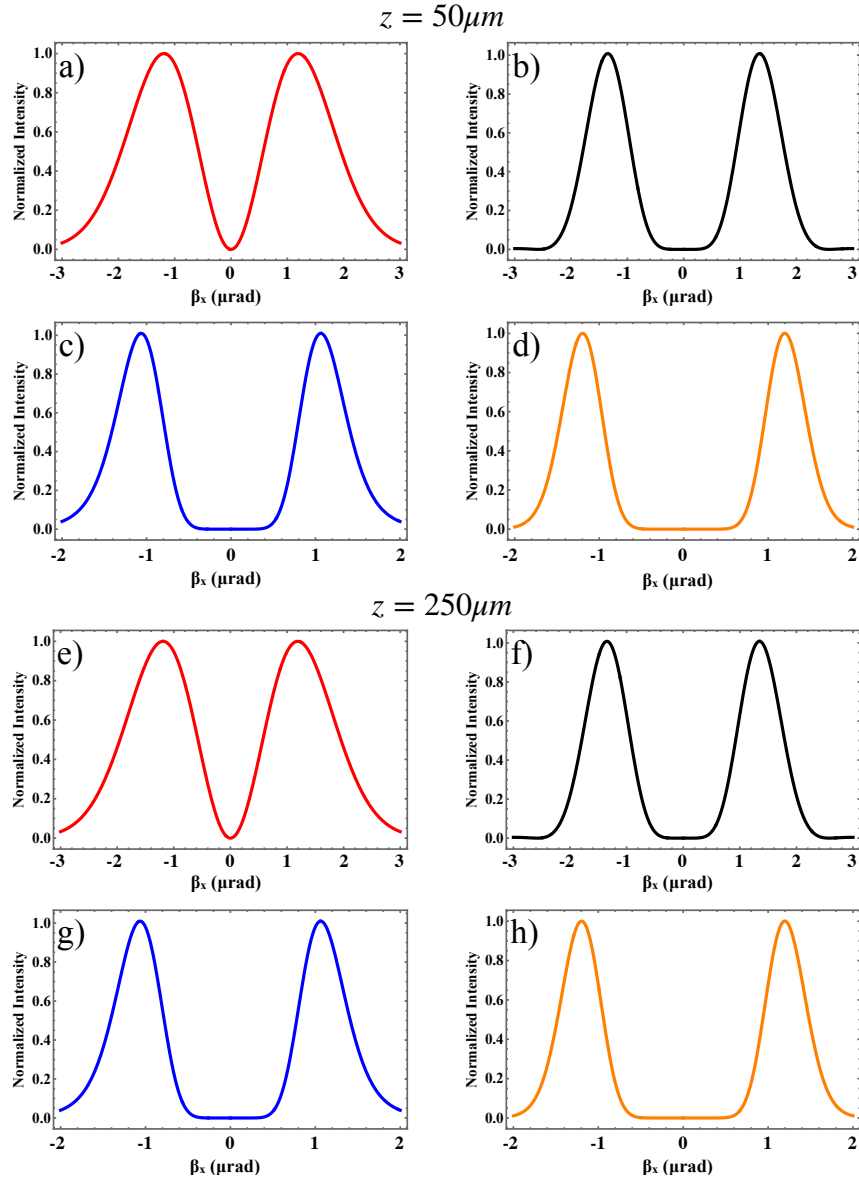 z = 50μm
a)
Normalized Intensity
1.0
0.8
0.6
0.4
0.2
0.0
-3 -2 -1 0 1 2 3
βₓ (μrad)
b)
Normalized Intensity
1.0
0.8
0.6
0.4
0.2
0.0
-3 -2 -1 0 1 2 3
βₓ (μrad)
c)
Normalized Intensity
1.0
0.8
0.6
0.4
0.2
0.0
-2 -1 0 1 2
βₓ (μrad)
d)
Normalized Intensity
1.0
0.8
0.6
0.4
0.2
0.0
-2 -1 0 1 2
βₓ (μrad)
z = 250μm
e)
Normalized Intensity
1.0
0.8
0.6
0.4
0.2
0.0
-3 -2 -1 0 1 2 3
βₓ (μrad)
f)
Normalized Intensity
1.0
0.8
0.6
0.4
0.2
0.0
-3 -2 -1 0 1 2 3
βₓ (μrad)
g)
Normalized Intensity
1.0
0.8
0.6
0.4
0.2
0.0
-2 -1 0 1 2
βₓ (μrad)
h)
Normalized Intensity
1.0
0.8
0.6
0.4
0.2
0.0
-2 -1 0 1 2
βₓ (μrad)